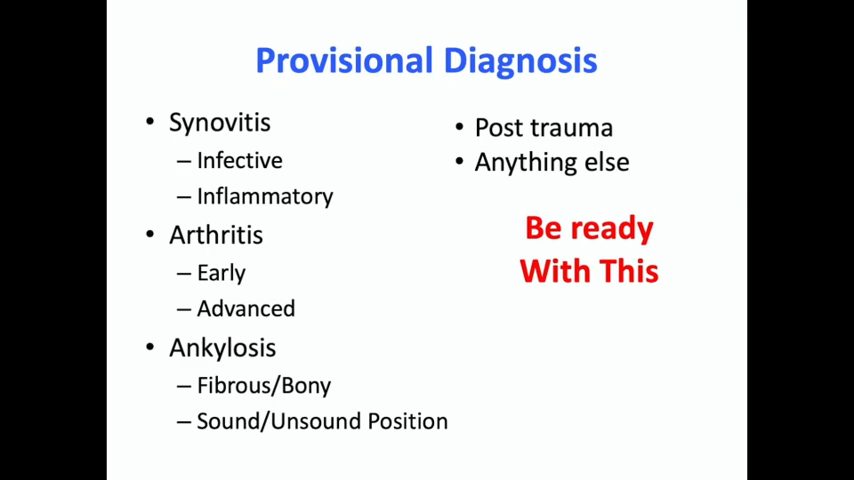 Provisional Diagnosis
• Synovitis
– Infective
– Inflammatory
• Arthritis
– Early
– Advanced
• Ankylosis
– Fibrous/Bony
– Sound/Unsound Position
• Post trauma
• Anything else
Be ready
With This